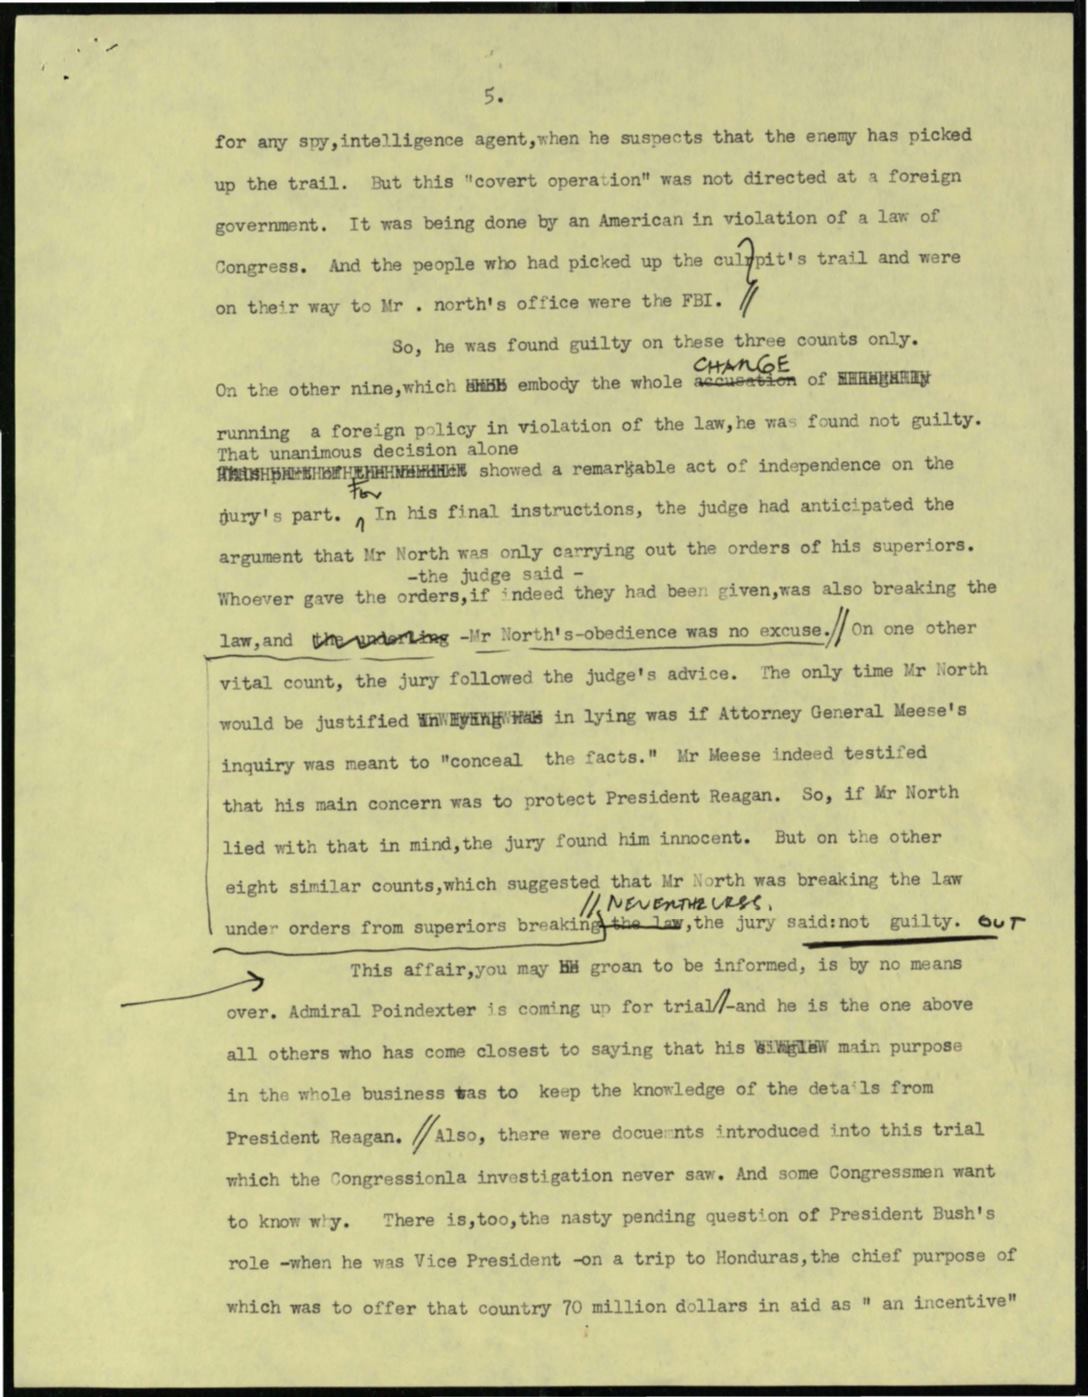 5.
for any spy,intelligence agent,when he suspects that the enemy has picked
up the trail. But this "covert operation" was not directed at a foreign
government. It was being done by an American in violation of a law of
Congress. And the people who had picked up the culrpit's trail and were
on their way to Mr . north's office were the FBI. //
So, he was found guilty on these three counts only.
CHANGE
On the other nine,which embody the whole accusation of
running a foreign policy in violation of the law,he was found not guilty.
That unanimous decision alone
showed a remarkable act of independence on the
For
jury's part. In his final instructions, the judge had anticipated the
argument that Mr North was only carrying out the orders of his superiors.
-the judge said -
Whoever gave the orders,if indeed they had been given,was also breaking the
law,and the underling -Mr North's-obedience was no excuse.// On one other
vital count, the jury followed the judge's advice. The only time Mr North
would be justified in lying was in lying was if Attorney General Meese's
inquiry was meant to "conceal the facts." Mr Meese indeed testifed
that his main concern was to protect President Reagan. So, if Mr North
lied with that in mind,the jury found him innocent. But on the other
eight similar counts,which suggested that Mr North was breaking the law
// NEVERTHELESS,
under orders from superiors breaking the law,the jury said:not guilty. OUT
This affair,you may groan to be informed, is by no means
over. Admiral Poindexter is coming up for trial//-and he is the one above
all others who has come closest to saying that his single main purpose
in the whole business was to keep the knowledge of the details from
President Reagan. //Also, there were docuemnts introduced into this trial
which the Congressionla investigation never saw. And some Congressmen want
to know why. There is,too,the nasty pending question of President Bush's
role -when he was Vice President -on a trip to Honduras,the chief purpose of
which was to offer that country 70 million dollars in aid as " an incentive"